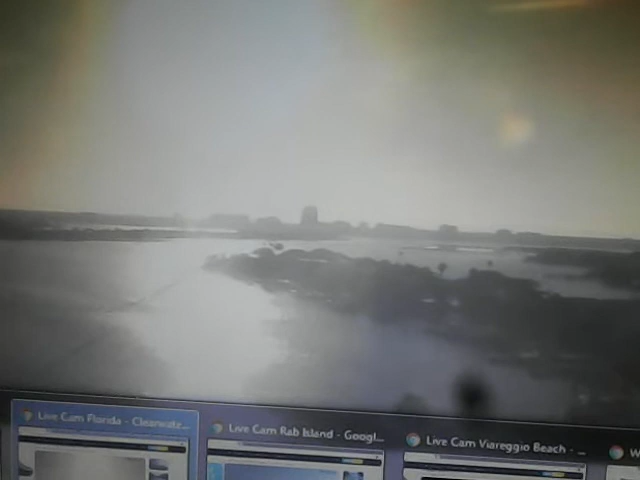 Live Cam Florida - Clearwate...
Live Cam Rab Island - Googl...
Live Cam Viareggio Beach - ...
W